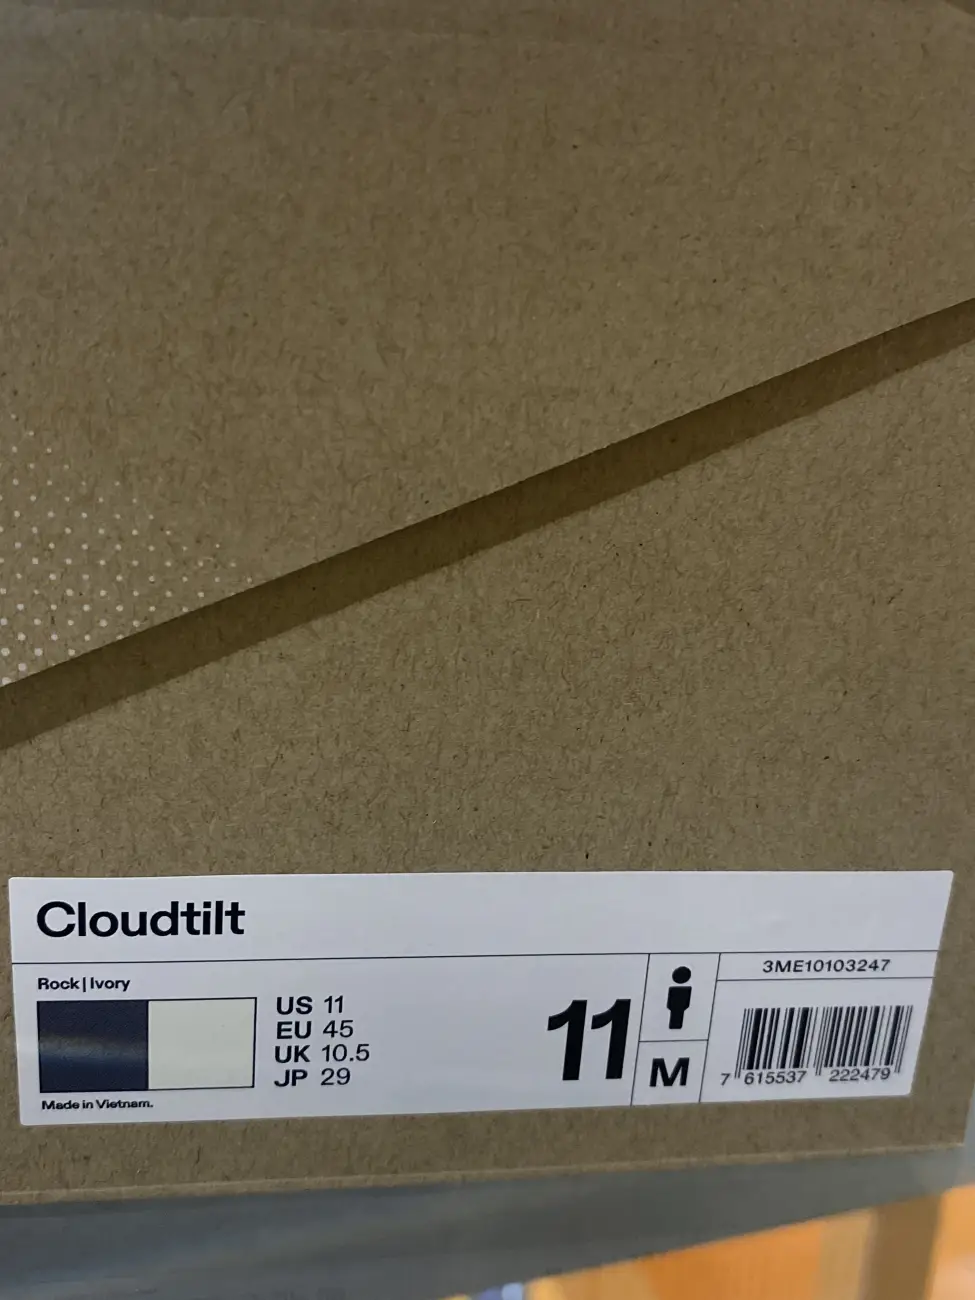 Cloudtilt
Rock | Ivory
US 11
EU 45
UK 10.5
JP 29
Made in Vietnam.
11
M
3ME10103247
7 615537 222479